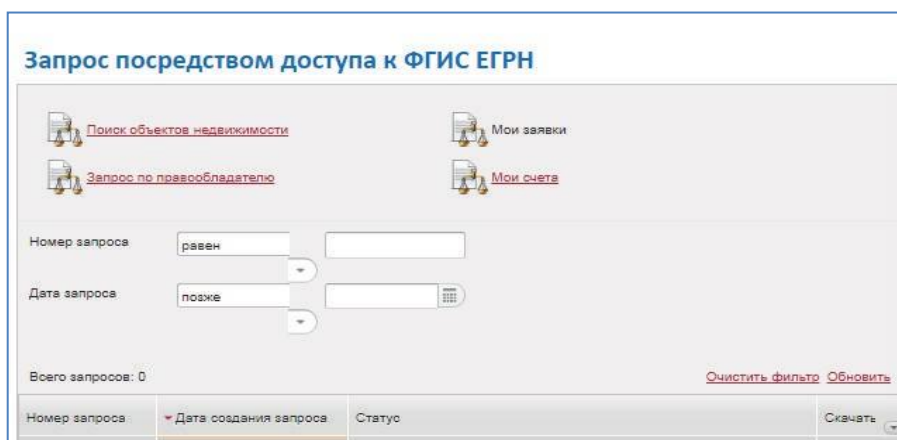 Запрос посредством доступа к ФГИС ЕГРН
Поиск объектов недвижимости
Мои заявки
Запрос по правообладателю
Мои счета
Номер запроса равен
Дата запроса позже
Всего запросов: 0
Очистить фильтр Обновить
Номер запроса Дата создания запроса Статус Скачать